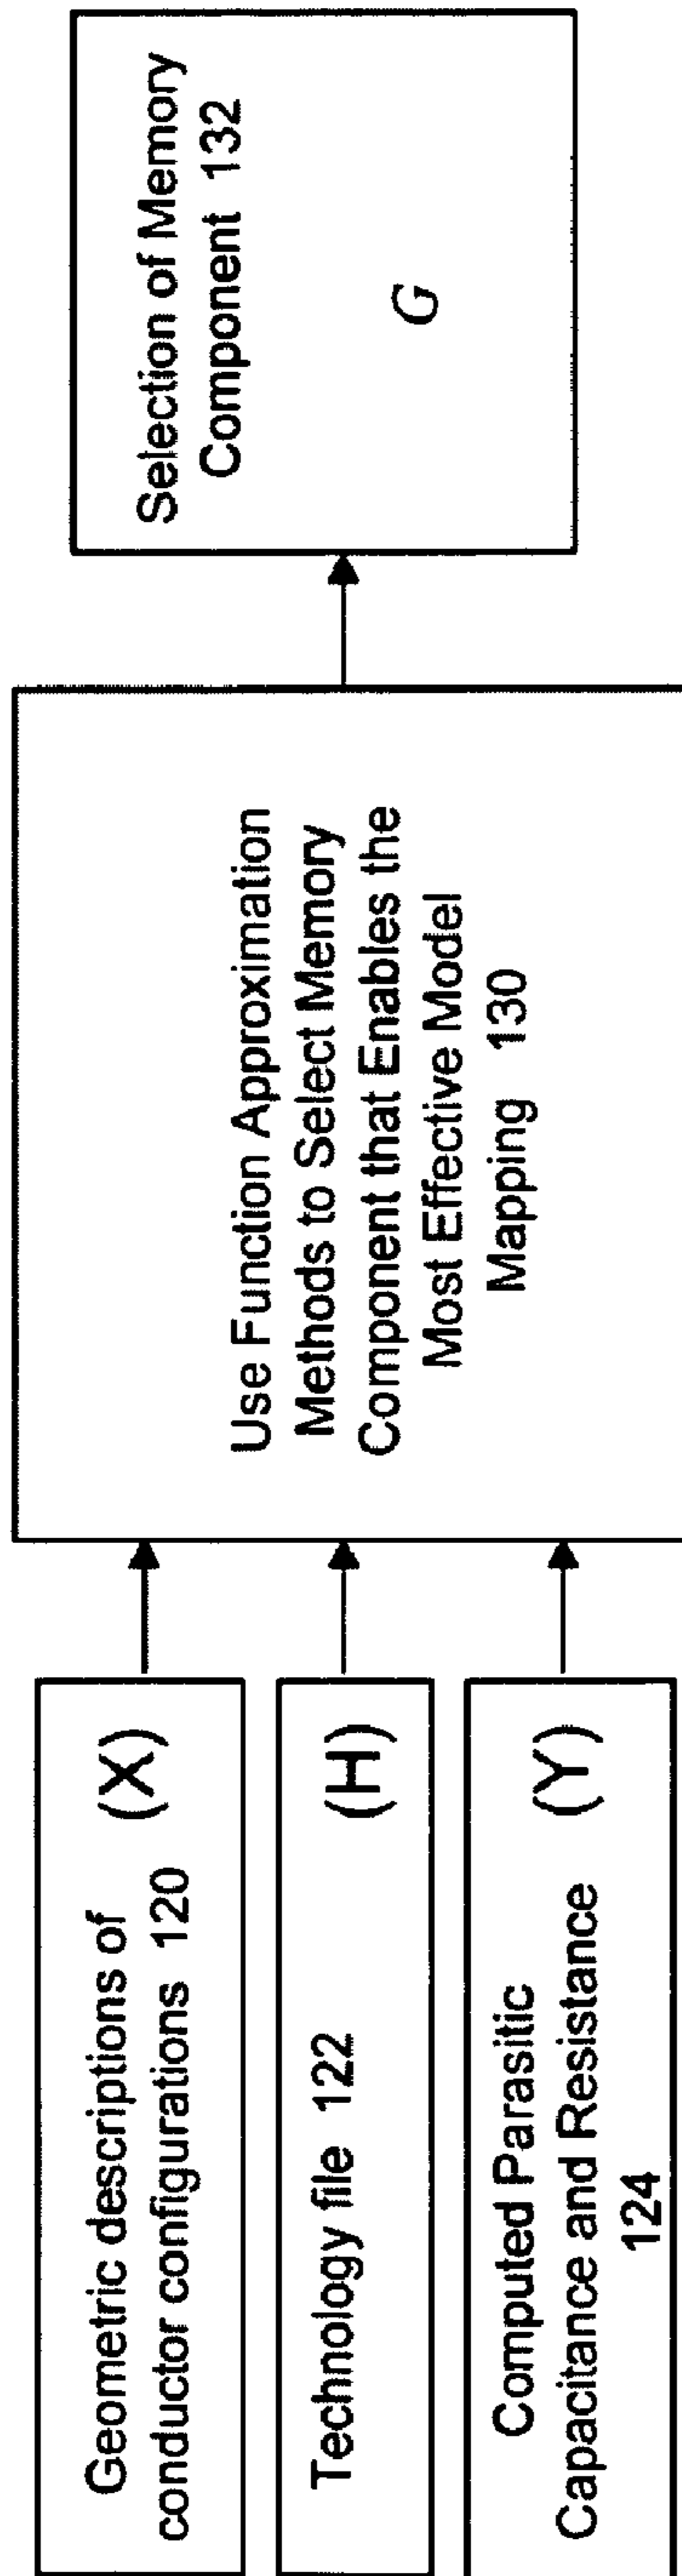 Geometric descriptions of
conductor configurations 120 (X)
Technology file 122 (H)
Computed Parasitic
Capacitance and Resistance (Y)
124
Use Function Approximation
Methods to Select Memory
Component that Enables the
Most Effective Model
Mapping 130
Selection of Memory
Component 132
G